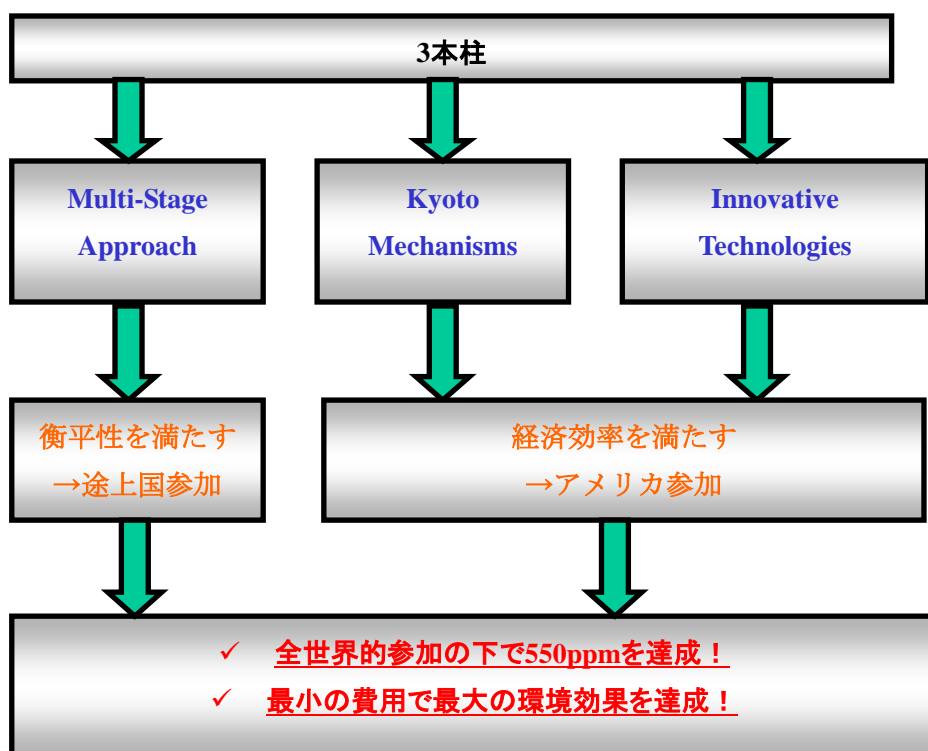 3本柱
Multi-Stage
Approach
Kyoto
Mechanisms
Innovative
Technologies
衡平性を満たす
→途上国参加
経済効率を満たす
→アメリカ参加
✓ 全世界的参加の下で550ppmを達成！
✓ 最小の費用で最大の環境効果を達成！